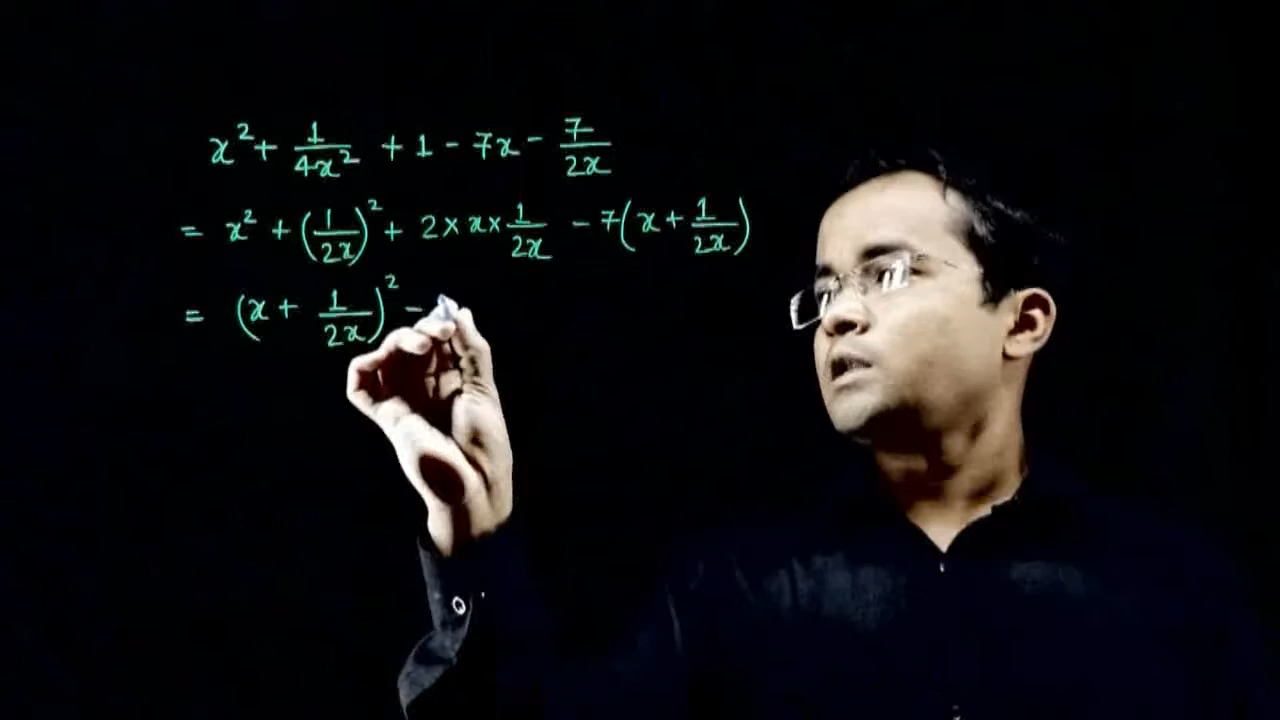 x² + 1/4x² + 1 - 7x - 7/2x
= x² + (1/2x)² + 2 × x × 1/2x - 7(x + 1/2x)
= (x + 1/2x)² -